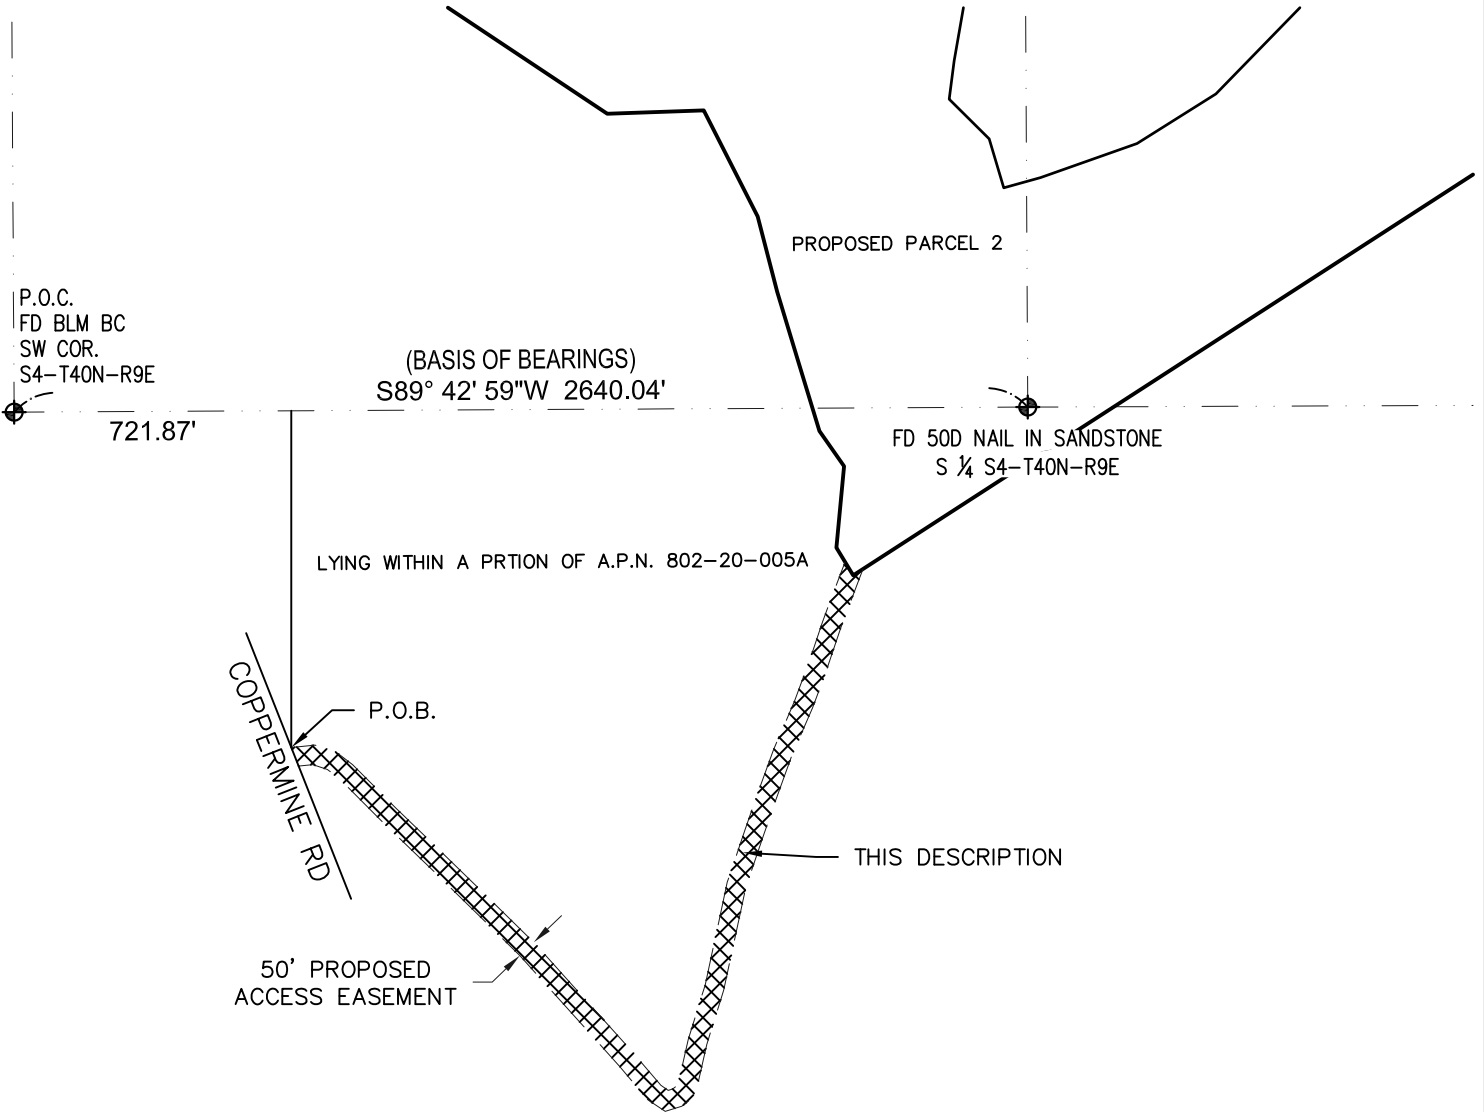 PROPOSED PARCEL 2
P.O.C.
FD BLM BC
SW COR.
S4-T40N-R9E
(BASIS OF BEARINGS)
S89° 42' 59"W 2640.04'
721.87'
FD 50D NAIL IN SANDSTONE
S ¼ S4-T40N-R9E
LYING WITHIN A PRTION OF A.P.N. 802-20-005A
COPPERMINE RD
P.O.B.
THIS DESCRIPTION
50' PROPOSED
ACCESS EASEMENT